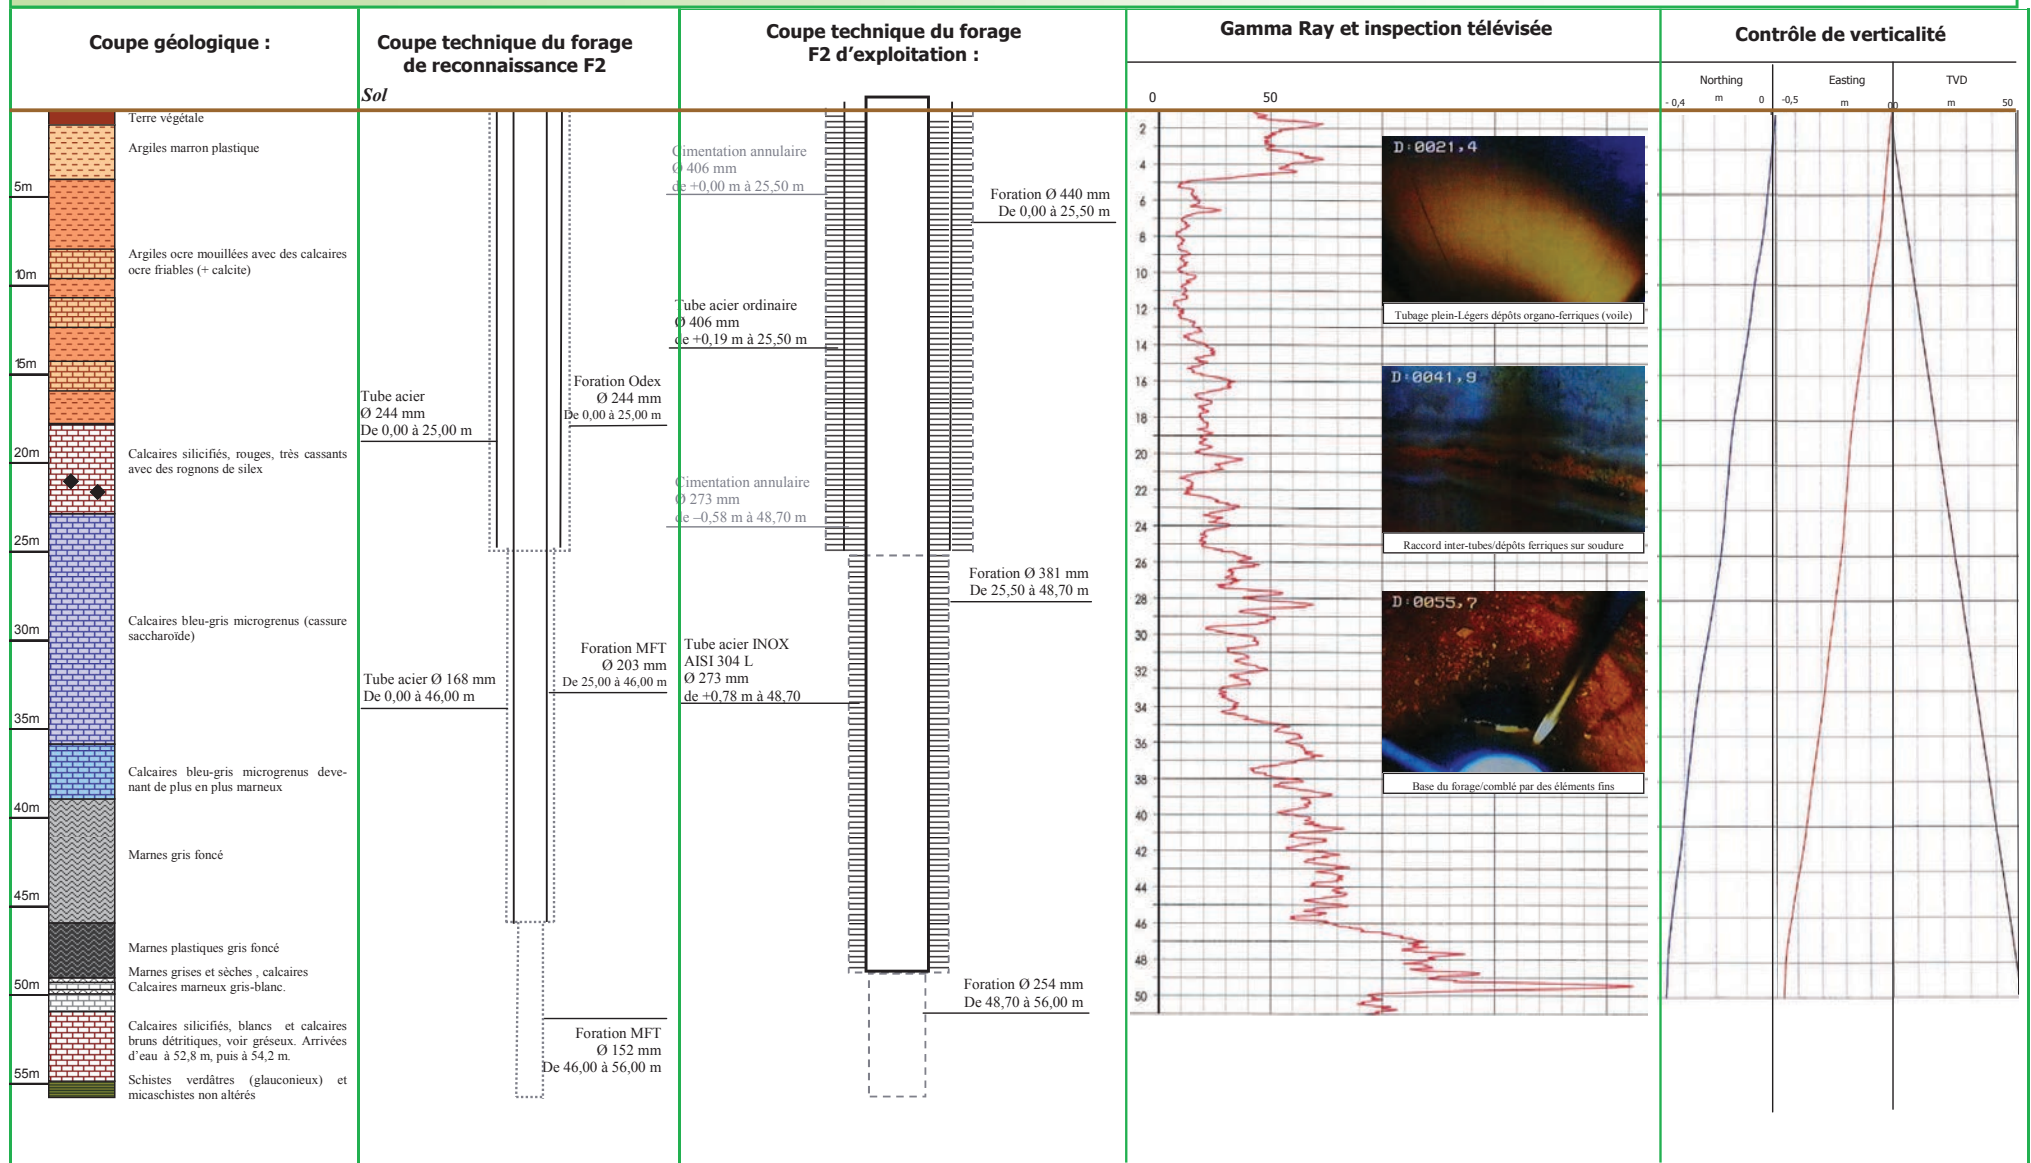 Coupe géologique :
Coupe technique du forage
de reconnaissance F2
Coupe technique du forage
F2 d'exploitation :
Gamma Ray et inspection télévisée
Contrôle de verticalité
Sol
Northing
Easting
TVD
- 0,4
m
0
-0,5
m
m
50
0
50
Terre végétale
Argiles marron plastique
Argiles ocre mouillées avec des calcaires
ocre friables (+ calcite)
Calcaires silicifiés, rouges, très cassants
avec des rognons de silex
Calcaires bleu-gris microgrenus (cassure
saccharoïde)
Calcaires bleu-gris microgrenus deve-
nant de plus en plus marneux
Marnes gris foncé
Marnes plastiques gris foncé
Marnes grises et sèches , calcaires
Calcaires marneux gris-blanc.
Calcaires silicifiés, blancs et calcaires
bruns détritiques, voir gréseux. Arrivées
d'eau à 52,8 m, puis à 54,2 m.
Schistes verdâtres (glauconieux) et
micaschistes non altérés
5m
10m
15m
20m
25m
30m
35m
40m
45m
50m
55m
Tube acier
Ø 244 mm
De 0,00 à 25,00 m
Foration Odex
Ø 244 mm
De 0,00 à 25,00 m
Tube acier Ø 168 mm
De 0,00 à 46,00 m
Foration MFT
Ø 203 mm
De 25,00 à 46,00 m
Foration MFT
Ø 152 mm
De 46,00 à 56,00 m
Cimentation annulaire
Ø 406 mm
de +0,00 m à 25,50 m
Foration Ø 440 mm
De 0,00 à 25,50 m
Tube acier ordinaire
Ø 406 mm
de +0,19 m à 25,50 m
Cimentation annulaire
Ø 273 mm
de –0,58 m à 48,70 m
Foration Ø 381 mm
De 25,50 à 48,70 m
Tube acier INOX
AISI 304 L
Ø 273 mm
de +0,78 m à 48,70
Foration Ø 254 mm
De 48,70 à 56,00 m
2
4
6
8
10
12
14
16
18
20
22
24
26
28
30
32
34
36
38
40
42
44
46
48
50
D:0021,4
Tubage plein-Légers dépôts organo-ferriques (voile)
D:0041,9
Raccord inter-tubes/dépôts ferriques sur soudure
D:0055,7
Base du forage/comblé par des éléments fins